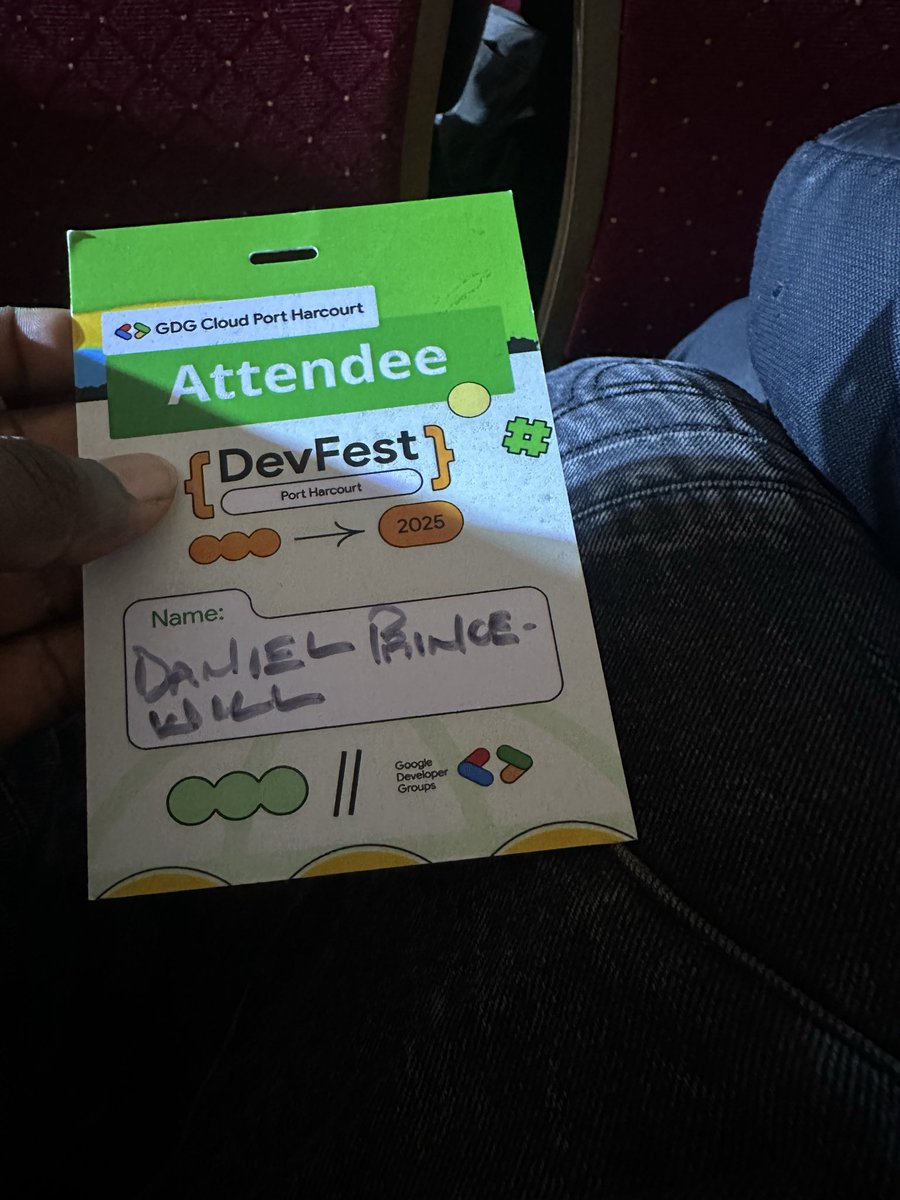 GDG Cloud Port Harcourt
Attendee
{DevFest}
Port Harcourt
2025
Name:
DANIEL PRINCE-
WILL
//
Google
Developer
Groups